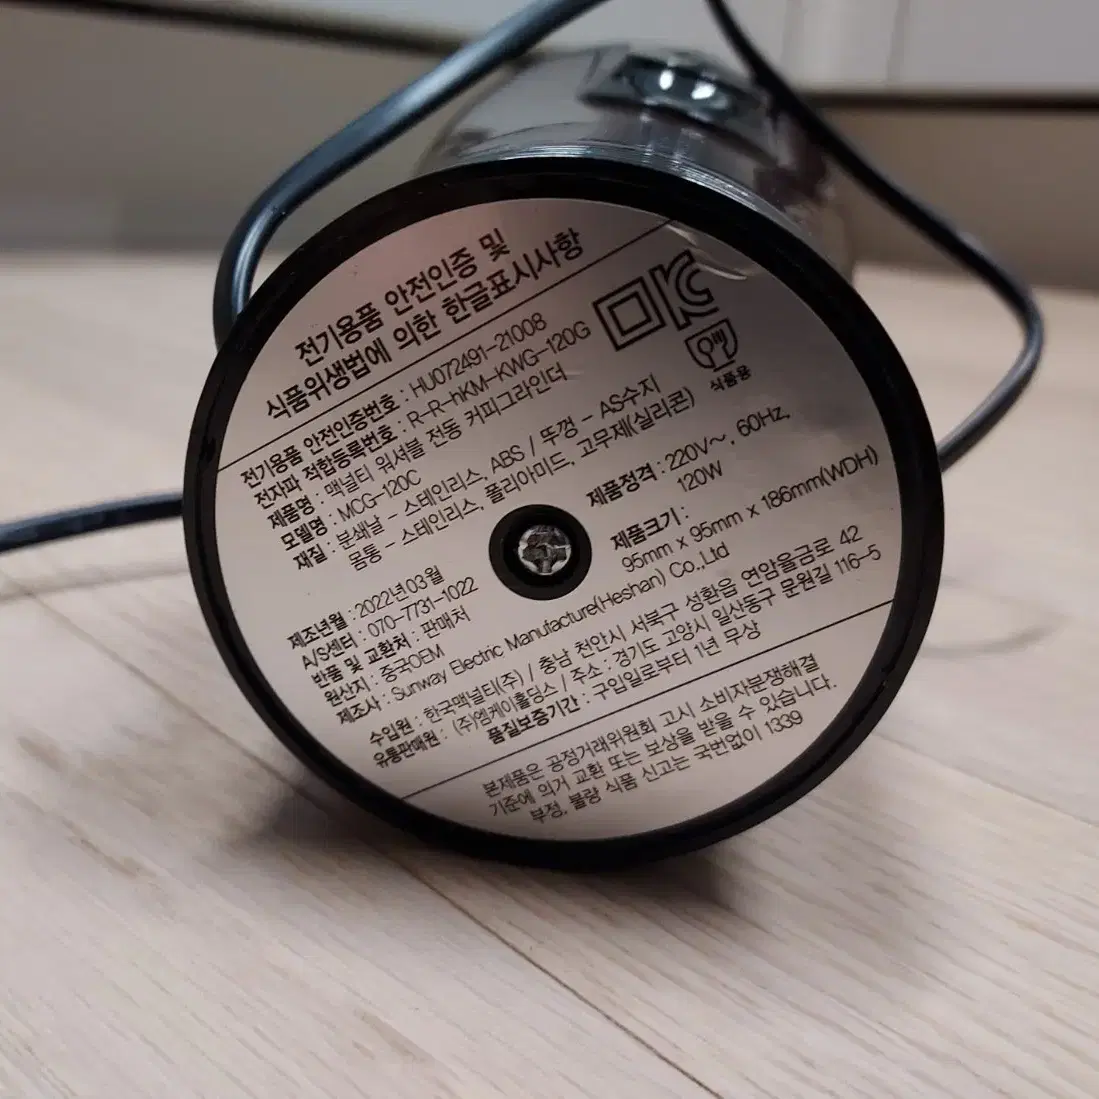 전기용품 안전인증 및
식품위생법에 의한 한글표시사항
전기용품 안전인증번호 : HU072491-21008
전자파 적합등록번호 : R-R-hKM-KWG-120G
제품명 : 맥널티 워셔블 전동 커피그라인더
모델명 : MCG-120C
재질 : 분쇄날 - 스테인리스, ABS / 뚜껑 - AS수지
몸통 - 스테인리스, 폴리아미드, 고무제(실리콘)
식품용
제품정격 : 220V~, 60Hz,
120W
제품크기 :
95mm x 95mm x 186mm(WDH)
제조년월 : 2022년03월
A/S센터 : 070-7731-1022
반품 및 교환처 : 판매처
원산지 : 중국OEM
제조사 : Sunway Electric Manufacture(Heshan) Co.,Ltd
수입원 : 한국맥널티(주) / 충남 천안시 서북구 성환읍 연암율금로 42
유통판매원 : (주)엠케이홀딩스 / 주소 : 경기도 고양시 일산동구 문원길 116-5
품질보증기간 : 구입일로부터 1년 무상
본제품은 공정거래위원회 고시 소비자분쟁해결
기준에 의거 교환 또는 보상을 받을 수 있습니다.
부정, 불량 식품 신고는 국번없이 1339